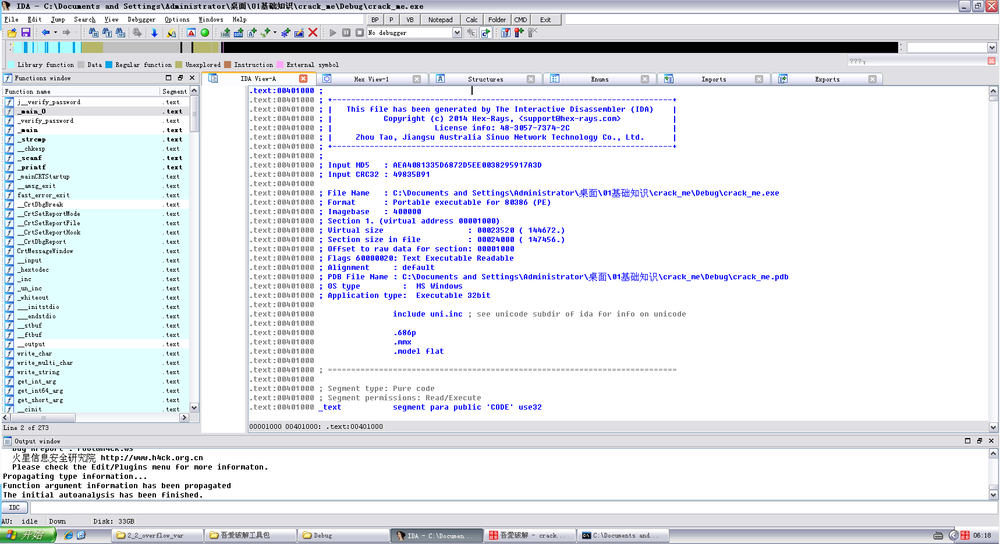 IDA - C:\Documents and Settings\Administrator\桌面\01基础知识\crack_me\Debug\crack_me.exe
File Edit Jump Search View Debugger Options Windows Help
BP P VB Notepad Calc Folder CMD Exit
No debugger
Library function Data Regular function Unexplored Instruction External symbol
Functions window
IDA View-A Hex View-1 Structures Enums Imports Exports
Function name Segment
j__verify_password .text
_main_0 .text
_verify_password .text
_main .text
_strcmp .text
__chkesp .text
_scanf .text
_printf .text
_mainCRTStartup .text
__amsg_exit .text
fast_error_exit .text
__CrtDbgBreak .text
__CrtSetReportMode .text
__CrtSetReportFile .text
__CrtSetReportHook .text
__CrtDbgReport .text
CrtMessageWindow .text
__input .text
_hextodec .text
_inc .text
_un_inc .text
_whiteout .text
___initstdio .text
___endstdio .text
__stbuf .text
__ftbuf .text
__output .text
write_char .text
write_multi_char .text
write_string .text
get_int_arg .text
get_int64_arg .text
get_short_arg .text
__cinit .text
Line 2 of 273
.text:00401000 ;
.text:00401000 ; +-------------------------------------------------------------------------+
.text:00401000 ; | This file has been generated by The Interactive Disassembler (IDA) |
.text:00401000 ; | Copyright (c) 2014 Hex-Rays, <support@hex-rays.com> |
.text:00401000 ; | License info: 48-3057-7374-2C |
.text:00401000 ; | Zhou Tao, Jiangsu Australia Sinuo Network Technology Co., Ltd. |
.text:00401000 ; +-------------------------------------------------------------------------+
.text:00401000 ;
.text:00401000 ; Input MD5 : AEA4081335D6872D5EE0038295917A3D
.text:00401000 ; Input CRC32 : 49835B91
.text:00401000
.text:00401000 ; File Name : C:\Documents and Settings\Administrator\桌面\01基础知识\crack_me\Debug\crack_me.exe
.text:00401000 ; Format : Portable executable for 80386 (PE)
.text:00401000 ; Imagebase : 400000
.text:00401000 ; Section 1. (virtual address 00001000)
.text:00401000 ; Virtual size : 00023520 ( 144672.)
.text:00401000 ; Section size in file : 00024000 ( 147456.)
.text:00401000 ; Offset to raw data for section: 00001000
.text:00401000 ; Flags 60000020: Text Executable Readable
.text:00401000 ; Alignment : default
.text:00401000 ; PDB File Name : C:\Documents and Settings\Administrator\桌面\01基础知识\crack_me\Debug\crack_me.pdb
.text:00401000 ; OS type : MS Windows
.text:00401000 ; Application type: Executable 32bit
.text:00401000
.text:00401000 include uni.inc ; see unicode subdir of ida for info on unicode
.text:00401000
.text:00401000 .686p
.text:00401000 .mmx
.text:00401000 .model flat
.text:00401000
.text:00401000 ; ===========================================================================
.text:00401000
.text:00401000 ; Segment type: Pure code
.text:00401000 ; Segment permissions: Read/Execute
.text:00401000 _text segment para public 'CODE' use32
00001000 00401000: .text:00401000
Output window
Bug Rreport : root@h4ck.ws
火星信息安全研究院 http://www.h4ck.org.cn
Please check the Edit/Plugins menu for more informaton.
Propagating type information...
Function argument information has been propagated
The initial autoanalysis has been finished.
IDC
AU: idle Down Disk: 33GB
开始 2_2_overflow_var 吾爱破解工具包 Debug IDA - C:\Documen... 吾愛破解 - crack... C:\Documents and... 06:18